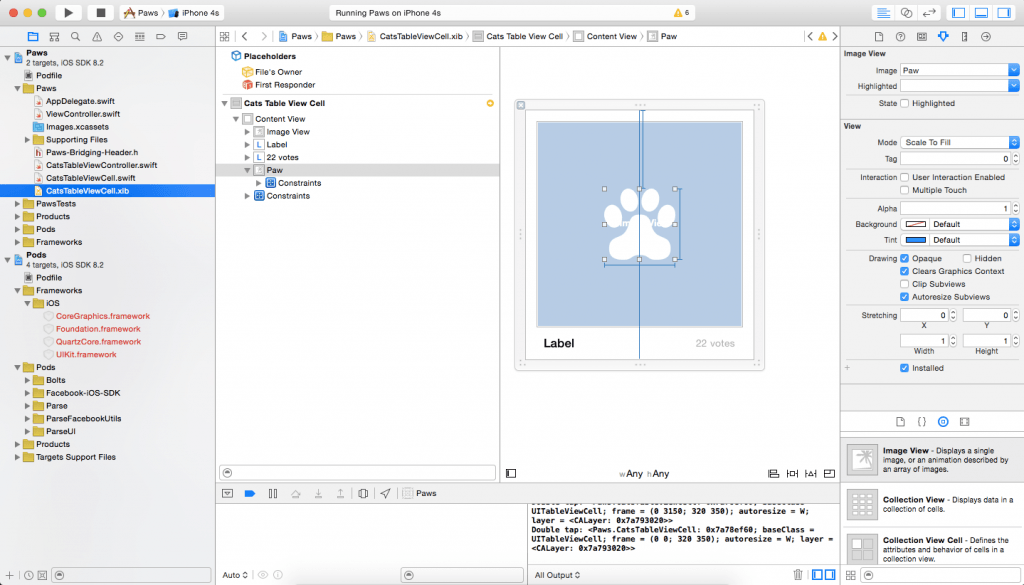 Paws
iPhone 4s
Running Paws on iPhone 4s
6
Paws
2 targets, iOS SDK 8.2
Podfile
Paws
AppDelegate.swift
ViewController.swift
Images.xcassets
Supporting Files
Paws-Bridging-Header.h
CatsTableViewController.swift
CatsTableViewCell.swift
CatsTableViewCell.xib
PawsTests
Products
Pods
Frameworks
Pods
4 targets, iOS SDK 8.2
Podfile
Frameworks
iOS
CoreGraphics.framework
Foundation.framework
QuartzCore.framework
UIKit.framework
Pods
Bolts
Facebook-iOS-SDK
Parse
ParseFacebookUtils
ParseUI
Products
Targets Support Files
Paws
Paws
CatsTableViewCell.xib
Cats Table View Cell
Content View
Paw
Placeholders
File's Owner
First Responder
Cats Table View Cell
Content View
Image View
L Label
L 22 votes
Paw
Constraints
Constraints
Label
22 votes
wAny hAny
Paws
Auto
Double tap: <Paws.CatsTableViewCell: 0x7a78ef60; baseClass =
UITableViewCell; frame = (0 3150; 320 350); autoresize = W;
layer = <CALayer: 0x7a793020>>
Double tap: <Paws.CatsTableViewCell: 0x7a78ef60; baseClass =
UITableViewCell; frame = (0 0; 320 350); autoresize = W; layer =
<CALayer: 0x7a793020>>
All Output
Image View
Image Paw
Highlighted
State Highlighted
View
Mode Scale To Fill
Tag 0
Interaction User Interaction Enabled
Multiple Touch
Alpha 1
Background Default
Tint Default
Drawing Opaque Hidden
Clears Graphics Context
Clip Subviews
Autoresize Subviews
Stretching 0 0
X Y
1 1
Width Height
Installed
Image View - Displays a single
image, or an animation described by
an array of images.
Collection View - Displays data in a
collection of cells.
Collection View Cell - Defines the
attributes and behavior of cells in a
collection view.